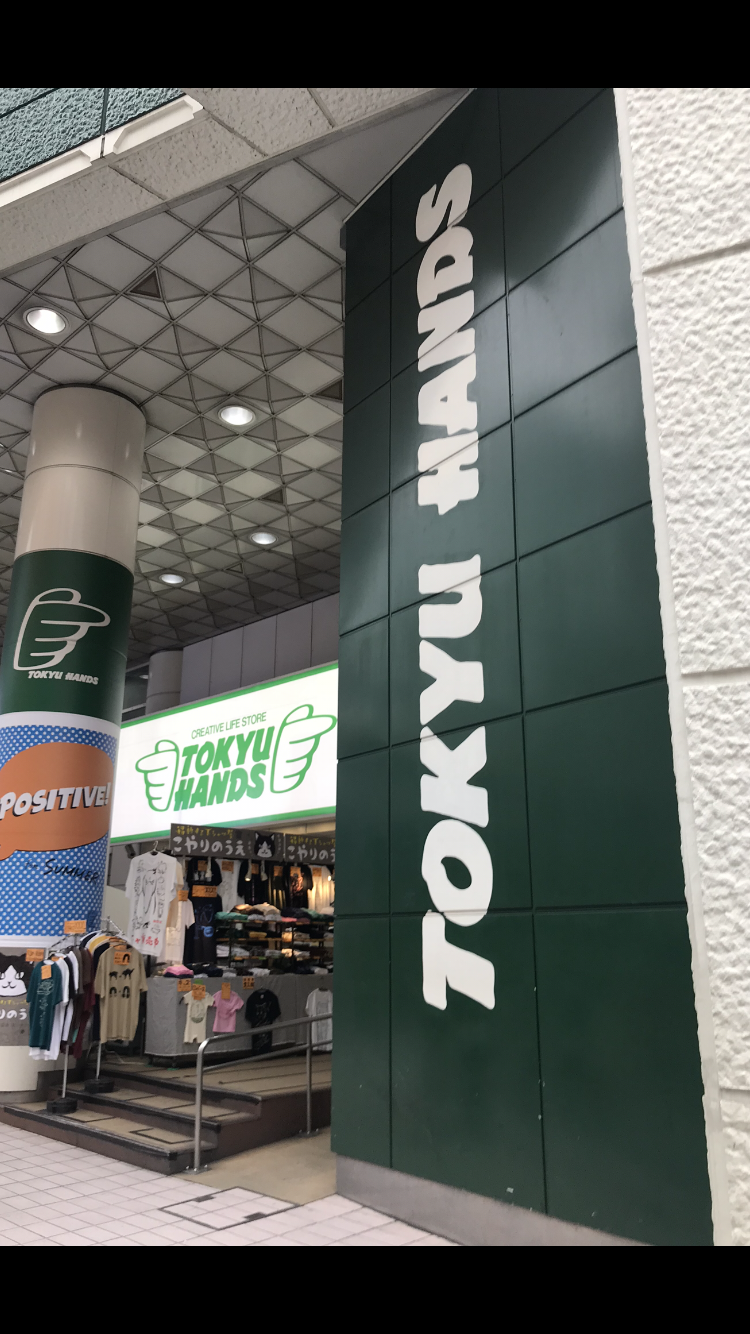 TOKYU HANDS
TOKYU HANDS
CREATIVE LIFE STORE
TOKYU
HANDS
POSITIVE!
SUMMER
こやりのうえ
こやりのう